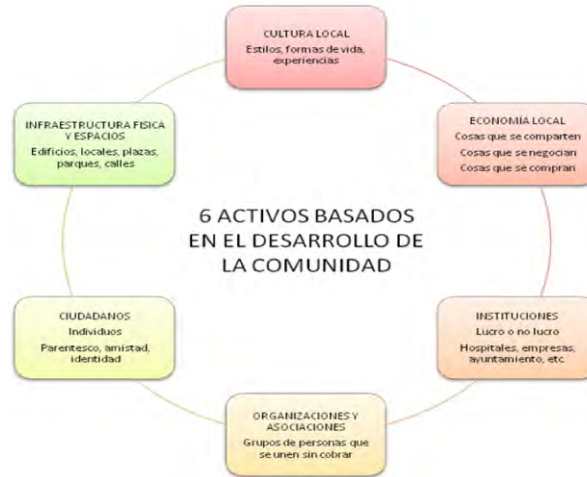 CULTURA LOCAL
Estilos, formas de vida,
experiencias
ECONOMÍA LOCAL
Cosas que se comparten
Cosas que se negocian
Cosas que se compran
INSTITUCIONES
Lucro o no lucro
Hospitales, empresas,
ayuntamiento, etc
ORGANIZACIONES Y
ASOCIACIONES
Grupos de personas que
se unen sin cobrar
CIUDADANOS
Individuos
Parentesco, amistad,
identidad
INFRAESTRUCTURA FISICA
Y ESPACIOS
Edificios, locales, plazas,
parques, calles
6 ACTIVOS BASADOS
EN EL DESARROLLO DE
LA COMUNIDAD